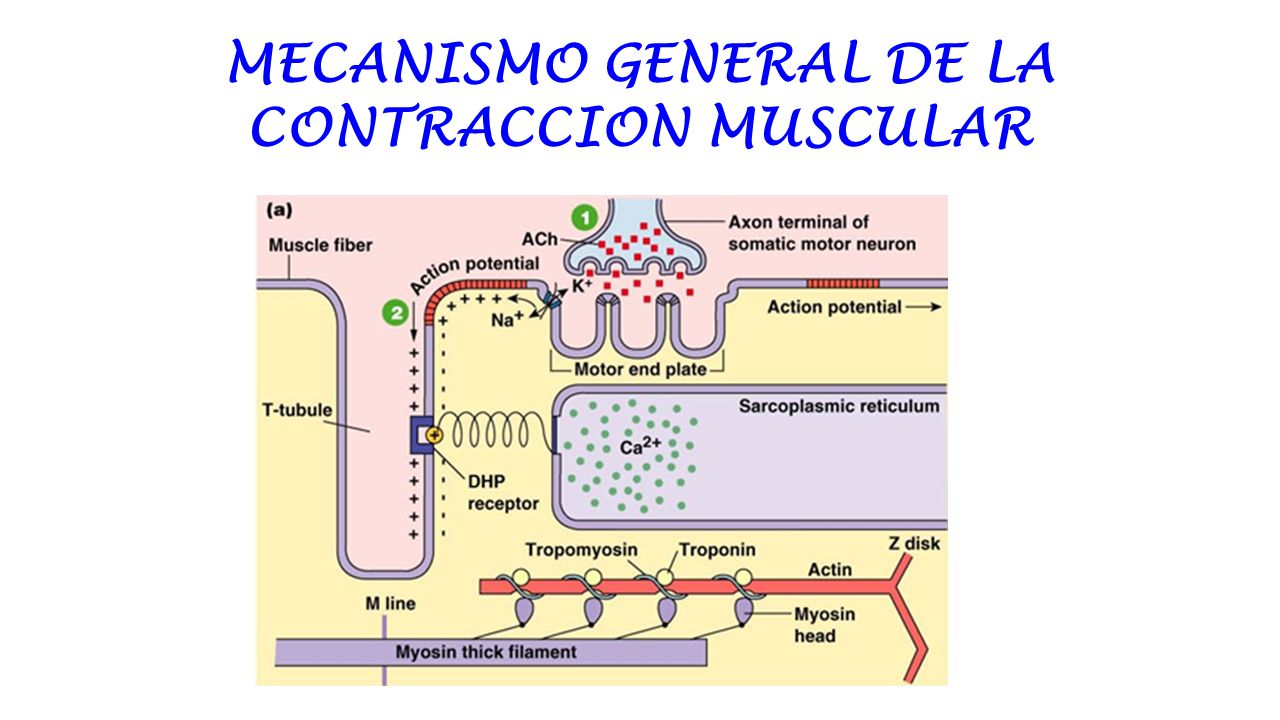 MECANISMO GENERAL DE LA
CONTRACCION MUSCULAR
(a)
1
Axon terminal of
somatic motor neuron
ACh
Muscle fiber
Action potential
K+
2
Na+
Action potential
Motor end plate
T-tubule
Sarcoplasmic reticulum
Ca2+
DHP
receptor
Tropomyosin
Troponin
Z disk
Actin
M line
Myosin
head
Myosin thick filament